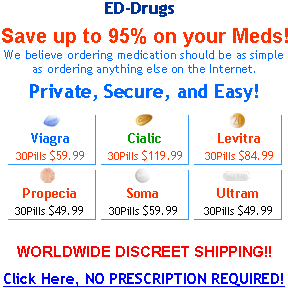 ED-Drugs
Save up to 95% on your Meds!
We believe ordering medication should be as simple
as ordering anything else on the Internet.
Private, Secure, and Easy!
Viagra Cialic Levitra
30Pills $59.99 30Pills $119.99 30Pills $84.99
Propecia Soma Ultram
30Pills $49.99 30Pills $59.99 30Pills $49.99
WORLDWIDE DISCREET SHIPPING!!
Click Here, NO PRESCRIPTION REQUIRED!